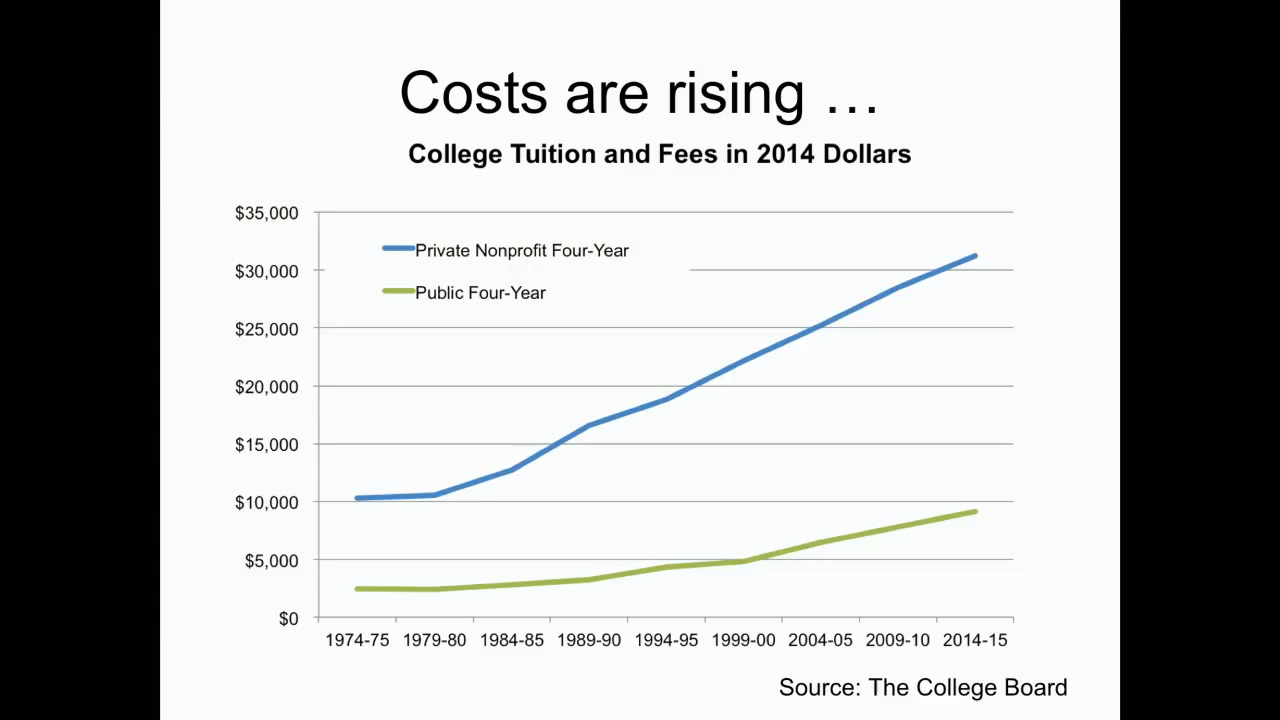 Costs are rising …
College Tuition and Fees in 2014 Dollars
$35,000
$30,000
$25,000
$20,000
$15,000
$10,000
$5,000
$0
Private Nonprofit Four-Year
Public Four-Year
1974-75 1979-80 1984-85 1989-90 1994-95 1999-00 2004-05 2009-10 2014-15
Source: The College Board